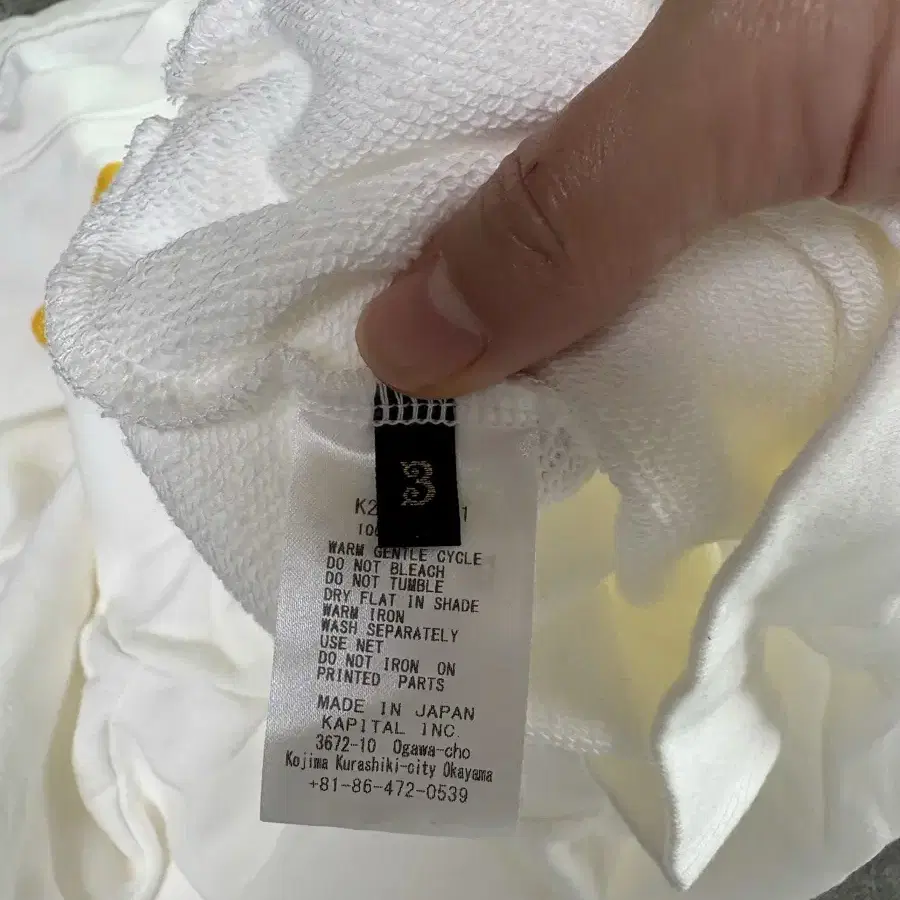 3
WARM GENTLE CYCLE
DO NOT BLEACH
DO NOT TUMBLE
DRY FLAT IN SHADE
WARM IRON
WASH SEPARATELY
USE NET
DO NOT IRON ON
PRINTED PARTS
MADE IN JAPAN
KAPITAL INC.
3672-10 Ogawa-cho
Kojima Kurashiki-city Okayama
+81-86-472-0539